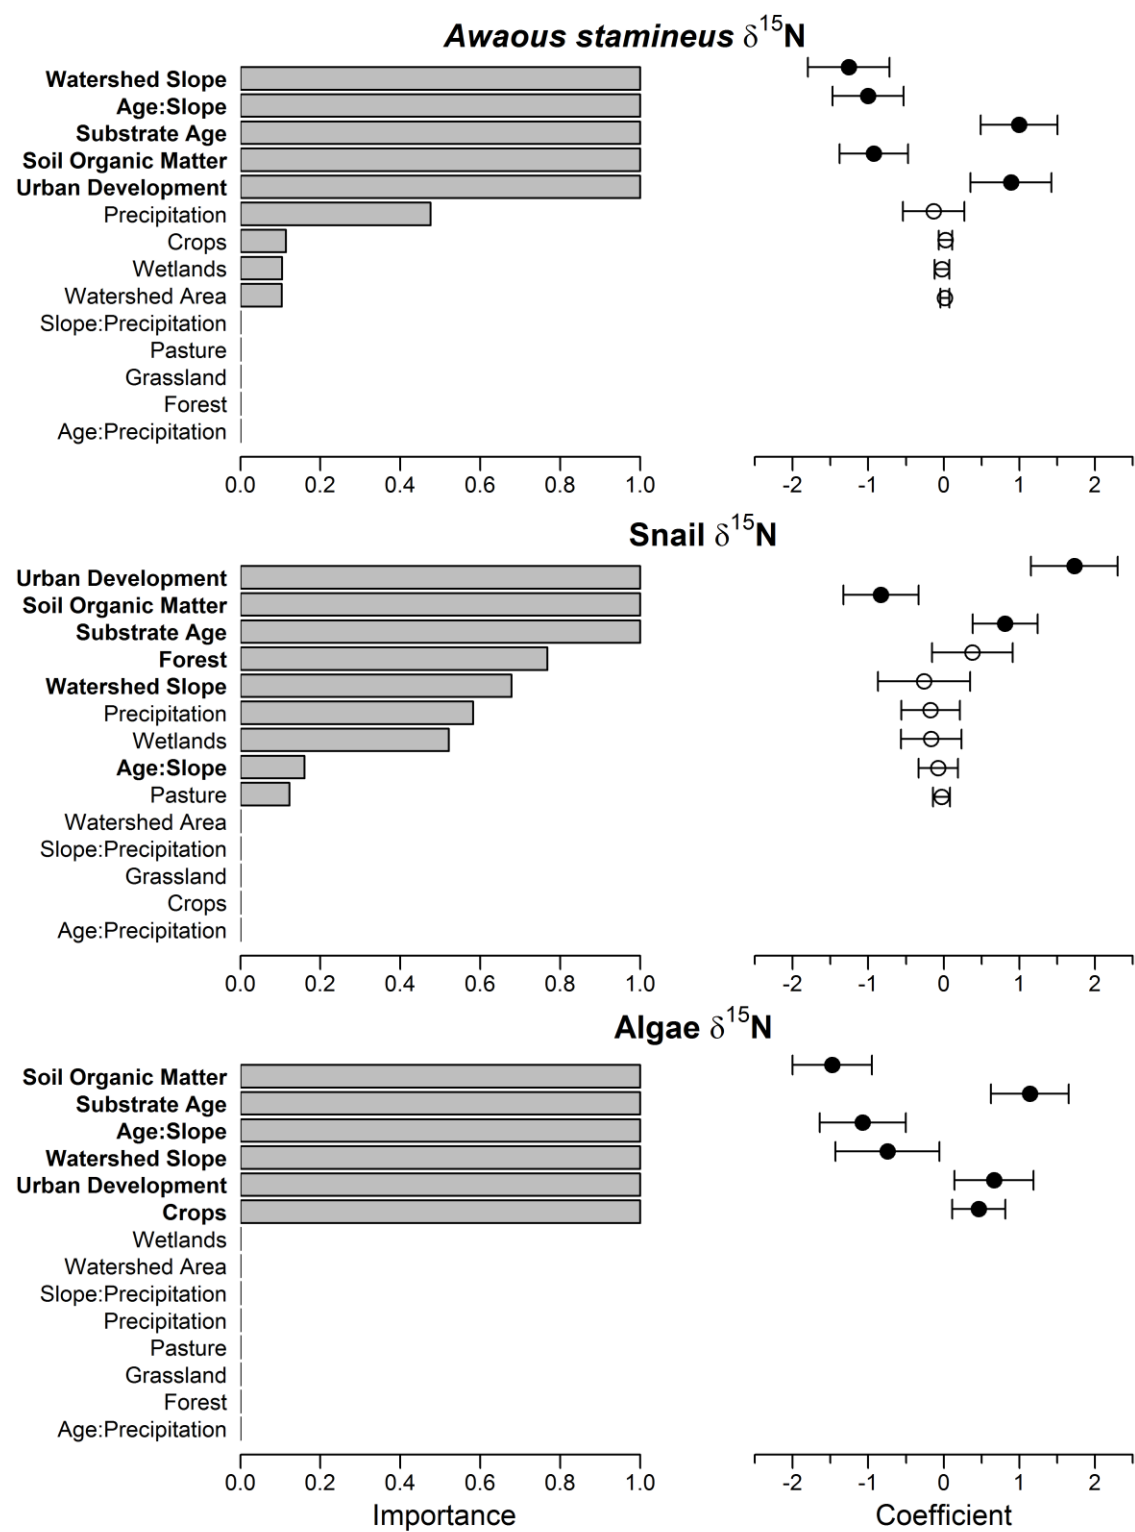 Awaous stamineus δ15N
Watershed Slope
Age:Slope
Substrate Age
Soil Organic Matter
Urban Development
Precipitation
Crops
Wetlands
Watershed Area
Slope:Precipitation
Pasture
Grassland
Forest
Age:Precipitation
0.0 0.2 0.4 0.6 0.8 1.0 -2 -1 0 1 2
Snail δ15N
Urban Development
Soil Organic Matter
Substrate Age
Forest
Watershed Slope
Precipitation
Wetlands
Age:Slope
Pasture
Watershed Area
Slope:Precipitation
Grassland
Crops
Age:Precipitation
0.0 0.2 0.4 0.6 0.8 1.0 -2 -1 0 1 2
Algae δ15N
Soil Organic Matter
Substrate Age
Age:Slope
Watershed Slope
Urban Development
Crops
Wetlands
Watershed Area
Slope:Precipitation
Precipitation
Pasture
Grassland
Forest
Age:Precipitation
0.0 0.2 0.4 0.6 0.8 1.0 -2 -1 0 1 2
Importance Coefficient